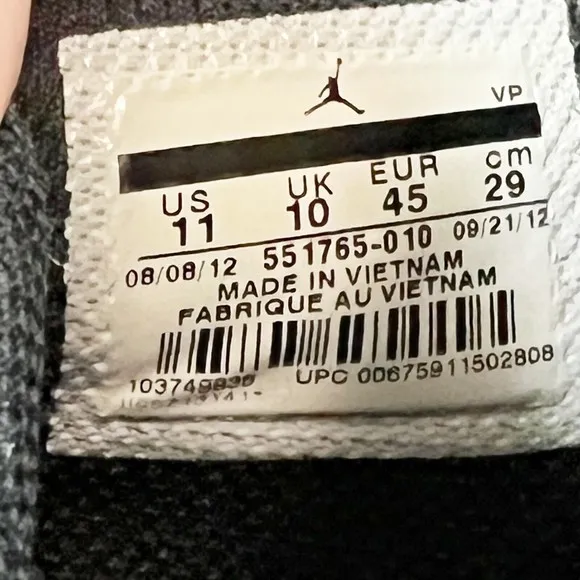 VP
US UK EUR cm
11 10 45 29
08/08/12 551765-010 09/21/12
MADE IN VIETNAM
FABRIQUE AU VIETNAM
UPC 00675911502808